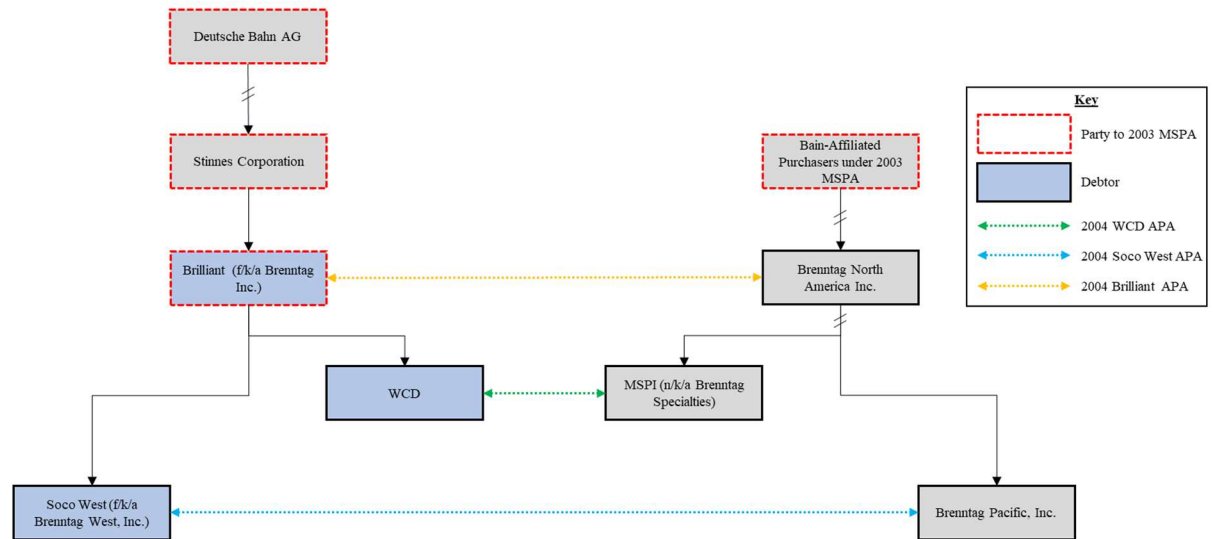 Deutsche Bahn AG
Stinnes Corporation
Bain-Affiliated
Purchasers under 2003
MSPA
Brilliant (f/k/a Brenntag
Inc.)
Brenntag North
America Inc.
WCD
MSPI (n/k/a Brenntag
Specialties)
Soco West (f/k/a
Brenntag West, Inc.)
Brenntag Pacific, Inc.
Key
Party to 2003 MSPA
Debtor
2004 WCD APA
2004 Soco West APA
2004 Brilliant APA